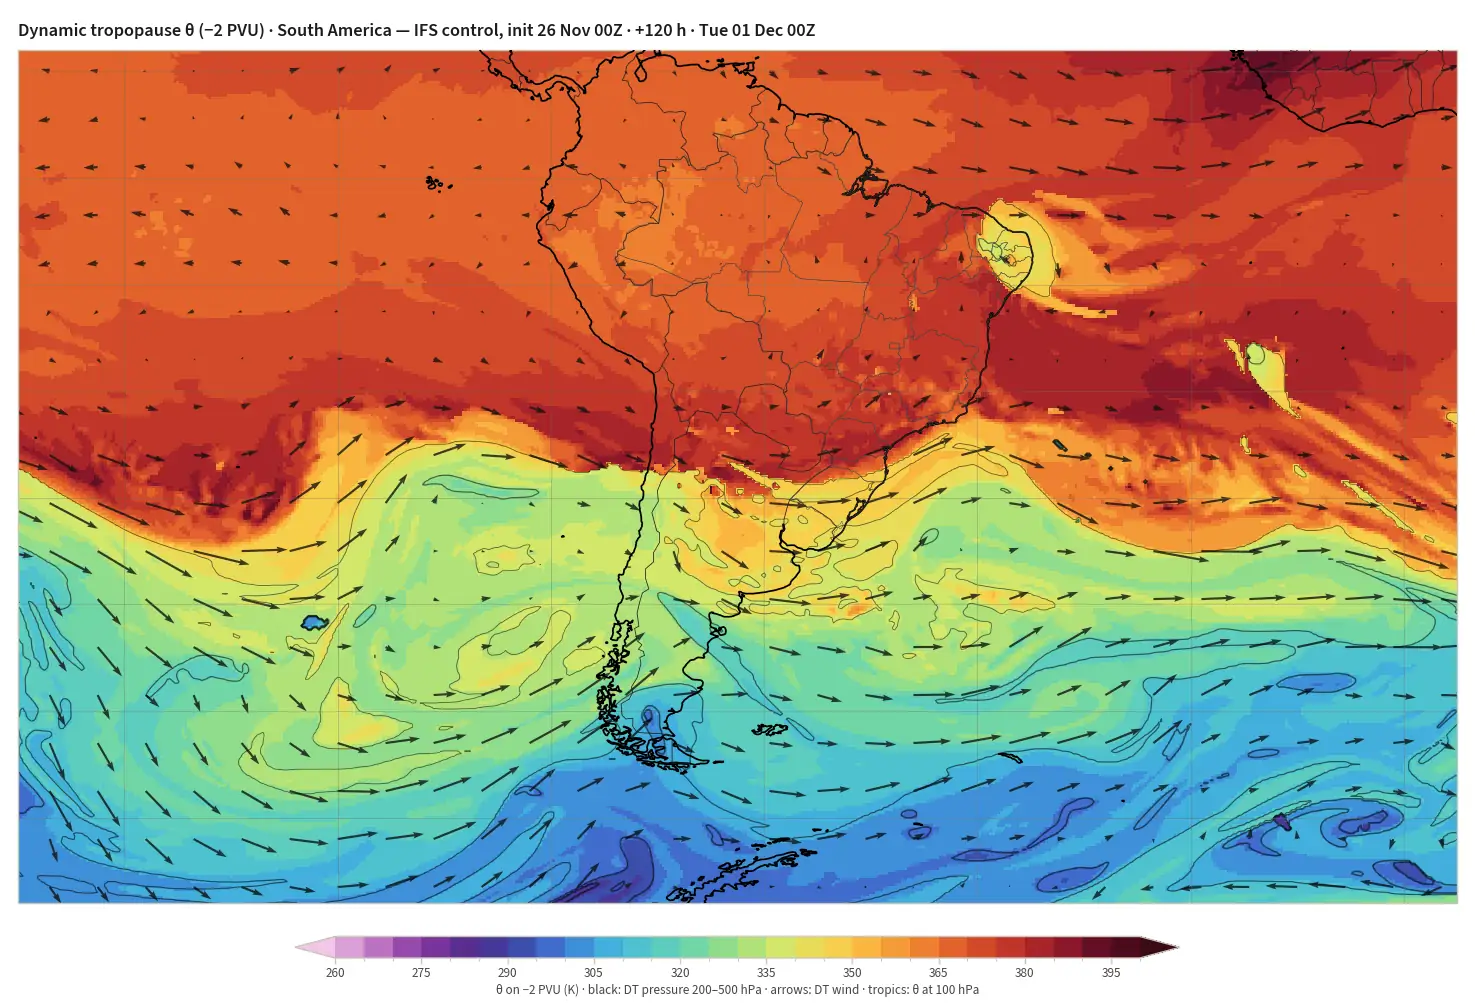 Dynamic tropopause θ (−2 PVU) · South America — IFS control, init 26 Nov 00Z · +120 h · Tue 01 Dec 00Z
260 275 290 305 320 335 350 365 380 395
θ on −2 PVU (K) · black: DT pressure 200–500 hPa · arrows: DT wind · tropics: θ at 100 hPa